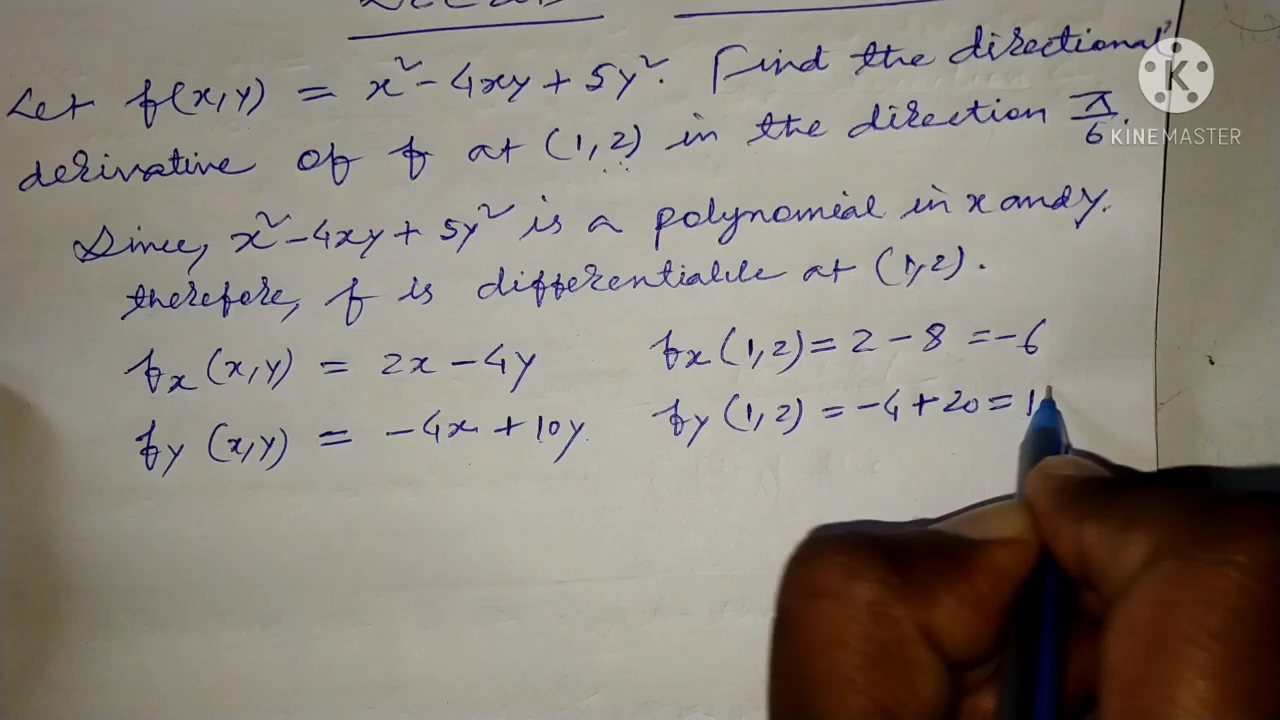 Let f(x,y) = x² - 4xy + 5y². Find the directional
derivative of f at (1,2) in the direction π/6.
Since, x² - 4xy + 5y² is a polynomial in x and y.
therefore, f is differentiable at (1,2).
fx (x,y) = 2x - 4y fx (1,2) = 2 - 8 = -6
fy (x,y) = -4x + 10y fy (1,2) = -4 + 20 = 1
K
KINEMASTER